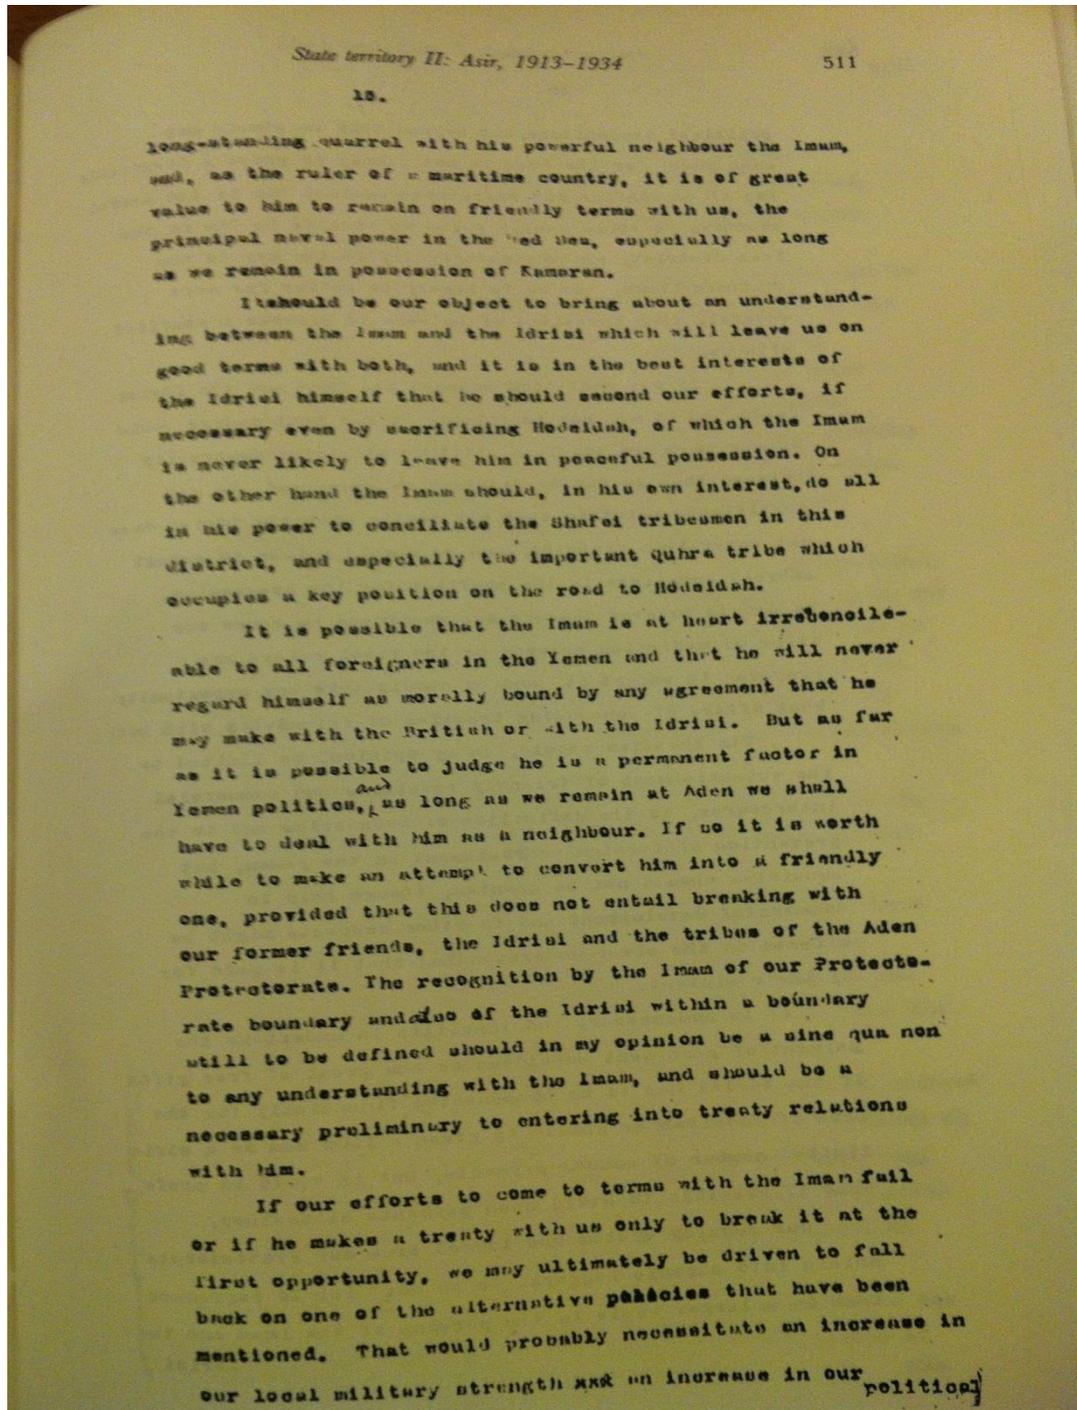 State territory II: Asir, 1913–1934 511
15.
long-standing quarrel with his powerful neighbour the Imam,
and, as the ruler of a maritime country, it is of great
value to him to remain on friendly terms with us, the
principal naval power in the Red Sea, especially as long
as we remain in possession of Kamaran.
Itshould be our object to bring about an understand-
ing between the Imam and the Idrisi which will leave us on
good terms with both, and it is in the best interests of
the Idrisi himself that he should second our efforts, if
necessary even by sacrificing Hodeidah, of which the Imam
is never likely to leave him in peaceful possession. On
the other hand the Imam should, in his own interest, do all
in his power to conciliate the Shafei tribesmen in this
district, and especially the important Quhra tribe which
occupies a key position on the road to Hodeidah.
It is possible that the Imam is at heart irreconcile-
able to all foreigners in the Yemen and that he will never
regard himself as morally bound by any agreement that he
may make with the British or with the Idrisi. But as far
as it is possible to judge he is a permanent factor in
Yemen politics, and as long as we remain at Aden we shall
have to deal with him as a neighbour. If so it is worth
while to make an attempt to convert him into a friendly
one, provided that this does not entail breaking with
our former friends, the Idrisi and the tribes of the Aden
Protectorate. The recognition by the Imam of our Protecto-
rate boundary and also of the Idrisi within a boundary
still to be defined should in my opinion be a sine qua non
to any understanding with the Imam, and should be a
necessary preliminary to entering into treaty relations
with him.
If our efforts to come to terms with the Imam fail
or if he makes a treaty with us only to break it at the
first opportunity, we may ultimately be driven to fall
back on one of the alternative policies that have been
mentioned. That would probably necessitate an increase in
our local military strength an increase in our political